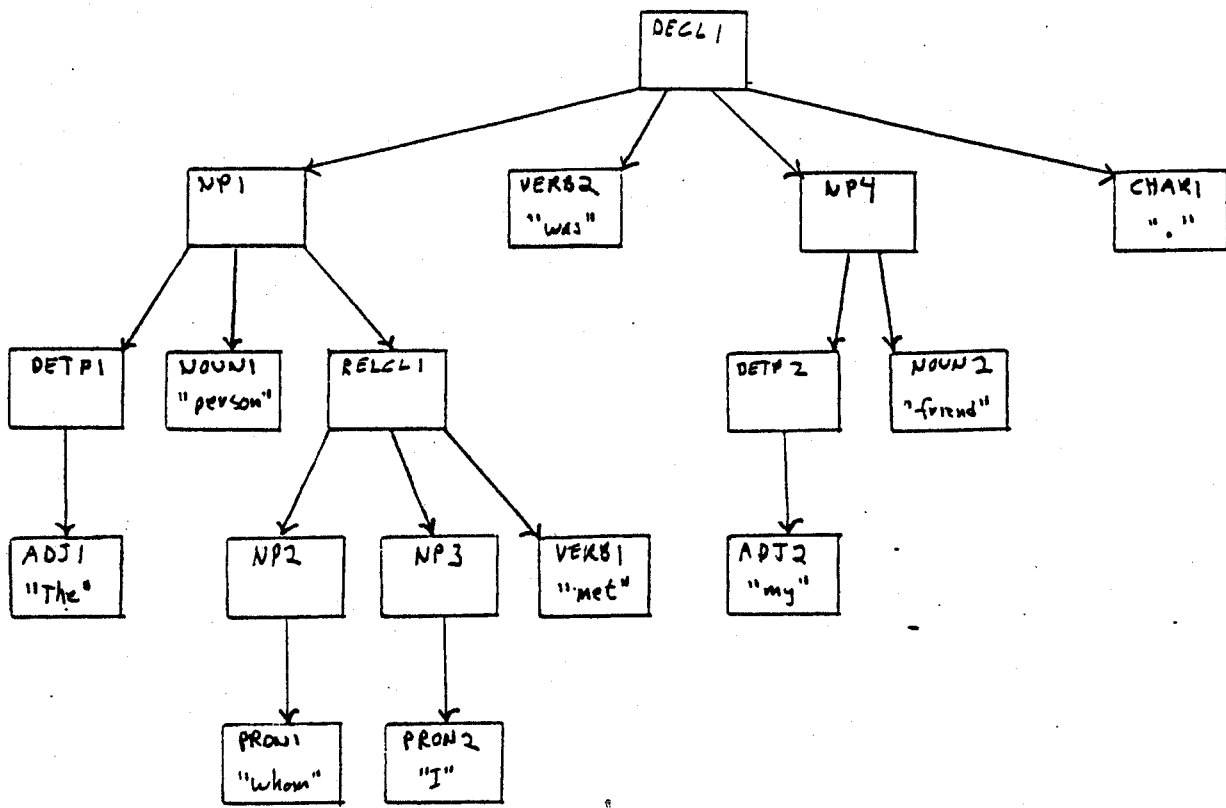 DECL1
NP1
VERB2
"was"
NP4
CHAR1
"."
DETP1
NOUN1
"person"
RELCL1
DETP2
NOUN2
"friend"
ADJ1
"The"
NP2
NP3
VERB1
"met"
ADJ2
"my"
PRON1
"whom"
PRON2
"I"